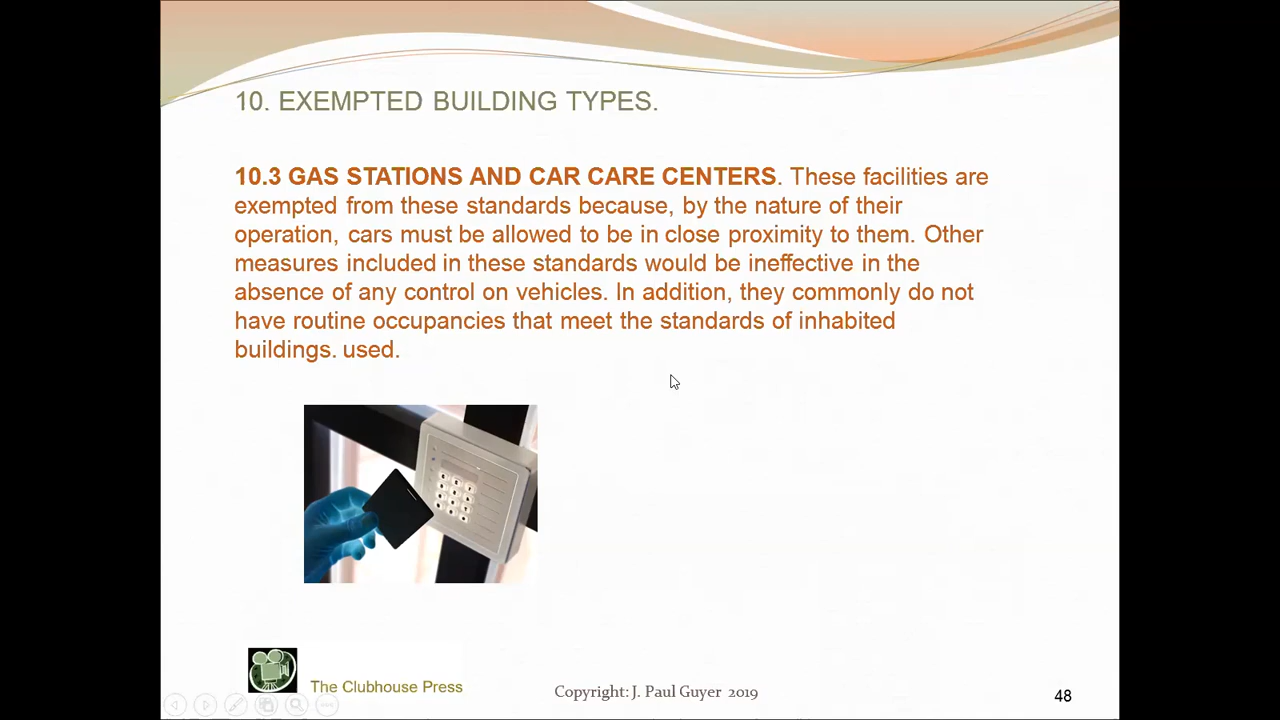 10. EXEMPTED BUILDING TYPES.
10.3 GAS STATIONS AND CAR CARE CENTERS. These facilities are
exempted from these standards because, by the nature of their
operation, cars must be allowed to be in close proximity to them. Other
measures included in these standards would be ineffective in the
absence of any control on vehicles. In addition, they commonly do not
have routine occupancies that meet the standards of inhabited
buildings. used.
The Clubhouse Press
Copyright: J. Paul Guyer 2019
48